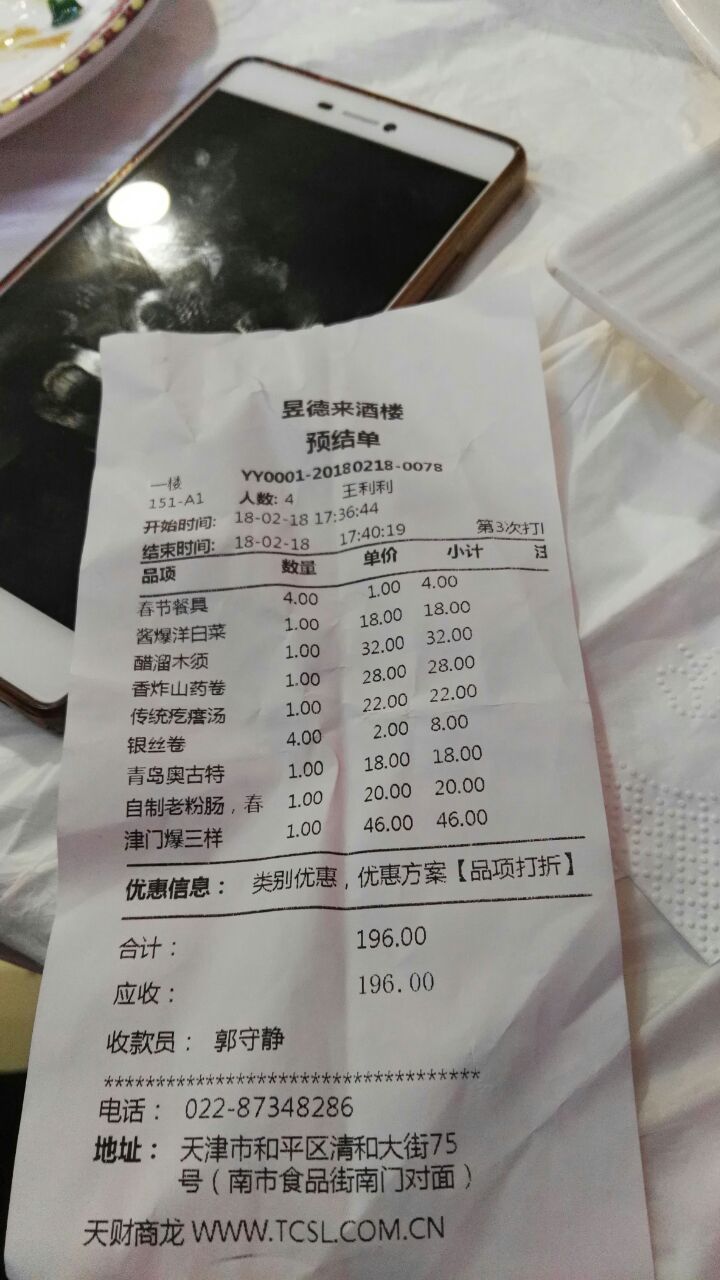 昱德来酒楼
预结单
一楼 YY0001-20180218-0078
151-A1 人数: 4 王利利
开始时间: 18-02-18 17:36:44
结束时间: 18-02-18 17:40:19 第3次打
品项 数量 单价 小计
春节餐具 4.00 1.00 4.00
酱爆洋白菜 1.00 18.00 18.00
醋溜木须 1.00 32.00 32.00
香炸山药卷 1.00 28.00 28.00
传统疙瘩汤 1.00 22.00 22.00
银丝卷 4.00 2.00 8.00
青岛奥古特 1.00 18.00 18.00
自制老粉肠，春 1.00 20.00 20.00
津门爆三样 1.00 46.00 46.00
优惠信息： 类别优惠，优惠方案【品项打折】
合计： 196.00
应收： 196.00
收款员： 郭守静
************************************
电话： 022-87348286
地址： 天津市和平区清和大街75
号（南市食品街南门对面）
天财商龙 WWW.TCSL.COM.CN